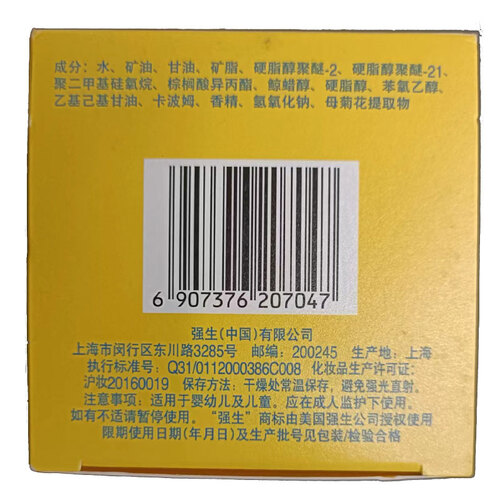 成分：水、矿油、甘油、矿脂、硬脂醇聚醚-2、硬脂醇聚醚-21、
聚二甲基硅氧烷、棕榈酸异丙酯、鲸蜡醇、硬脂醇、苯氧乙醇、
乙基己基甘油、卡波姆、香精、氢氧化钠、母菊花提取物
6 907376 207047
强生(中国)有限公司
上海市闵行区东川路3285号 邮编：200245 生产地：上海
执行标准号：Q31/0112000386C008 化妆品生产许可证：
沪妆20160019 保存方法：干燥处常温保存，避免强光直射。
注意事项：适用于婴幼儿及儿童。应在成人监护下使用。
如有不适请暂停使用。“强生”商标由美国强生公司授权使用
限期使用日期(年月日)及生产批号见包装/检验合格